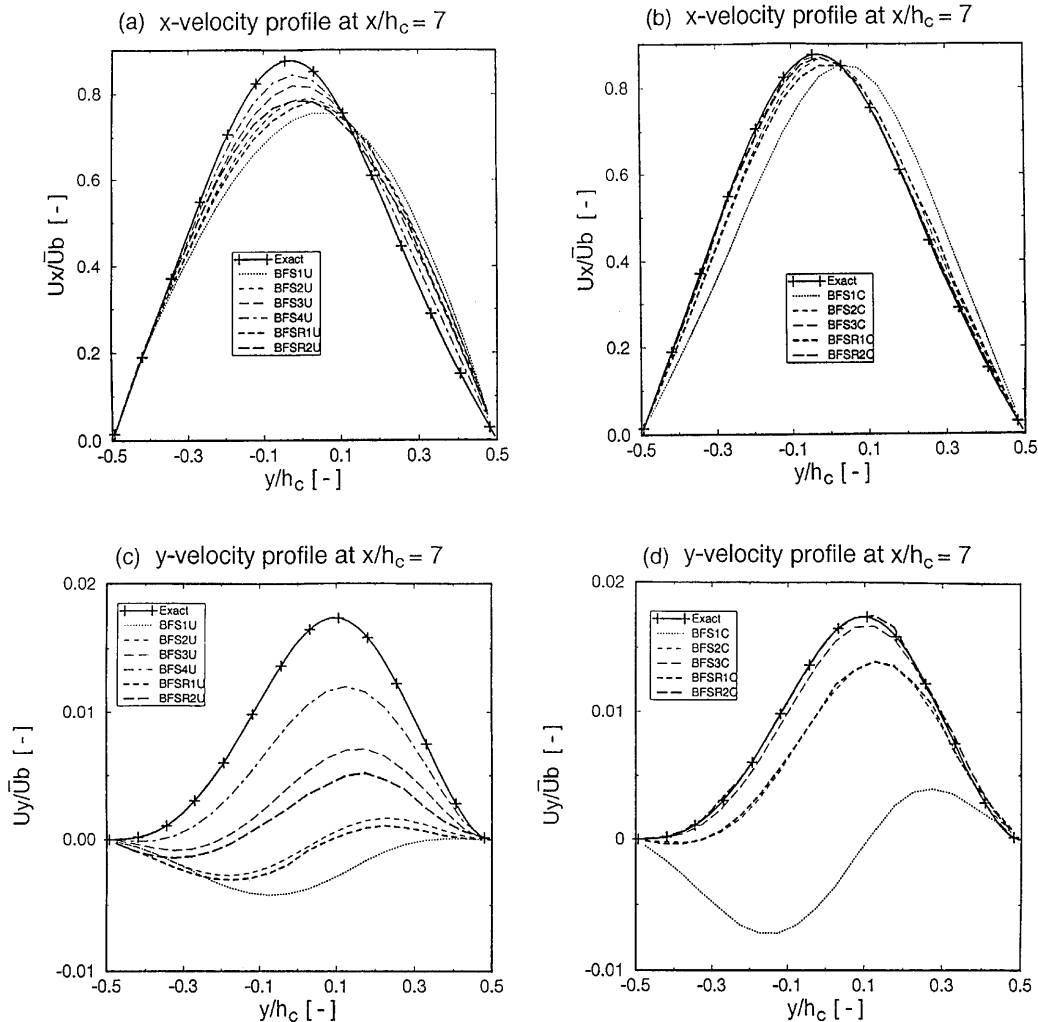 (a) x-velocity profile at x/hc = 7
Ux/Ūb [ - ]
0.8
0.6
0.4
0.2
0.0
Exact
BFS1U
BFS2U
BFS3U
BFS4U
BFSR1U
BFSR2U
-0.5 -0.3 -0.1 0.1 0.3 0.5
y/hc [ - ]
(b) x-velocity profile at x/hc = 7
Ux/Ūb [ - ]
0.8
0.6
0.4
0.2
0.0
Exact
BFS1C
BFS2C
BFS3C
BFSR1C
BFSR2C
-0.5 -0.3 -0.1 0.1 0.3 0.5
y/hc [ - ]
(c) y-velocity profile at x/hc = 7
Uy/Ūb [ - ]
0.02
0.01
0.00
-0.01
Exact
BFS1U
BFS2U
BFS3U
BFS4U
BFSR1U
BFSR2U
-0.5 -0.3 -0.1 0.1 0.3 0.5
y/hc [ - ]
(d) y-velocity profile at x/hc = 7
Uy/Ūb [ - ]
0.02
0.01
0
-0.01
Exact
BFS1C
BFS2C
BFS3C
BFSR1C
BFSR2C
-0.5 -0.3 -0.1 0.1 0.3 0.5
y/hc [ - ]